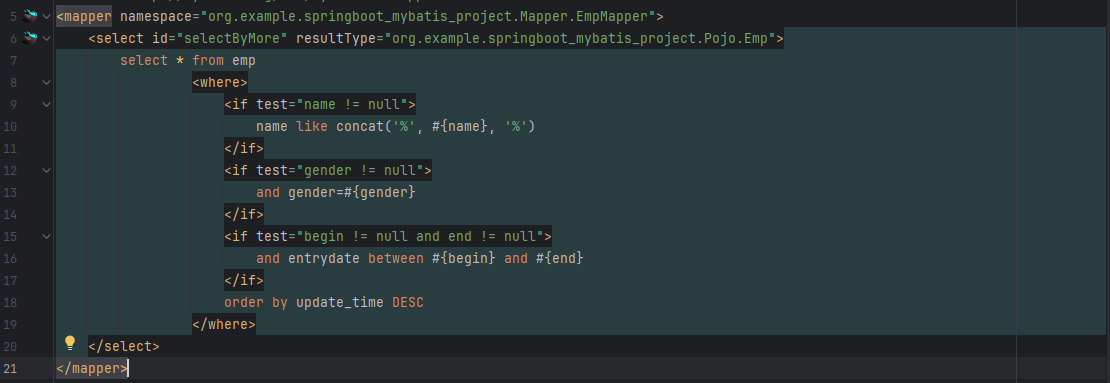 5 <mapper namespace="org.example.springboot_mybatis_project.Mapper.EmpMapper">
6 <select id="selectByMore" resultType="org.example.springboot_mybatis_project.Pojo.Emp">
7 select * from emp
8 <where>
9 <if test="name != null">
10 name like concat('%', #{name}, '%')
11 </if>
12 <if test="gender != null">
13 and gender=#{gender}
14 </if>
15 <if test="begin != null and end != null">
16 and entrydate between #{begin} and #{end}
17 </if>
18 order by update_time DESC
19 </where>
20 </select>
21 </mapper>